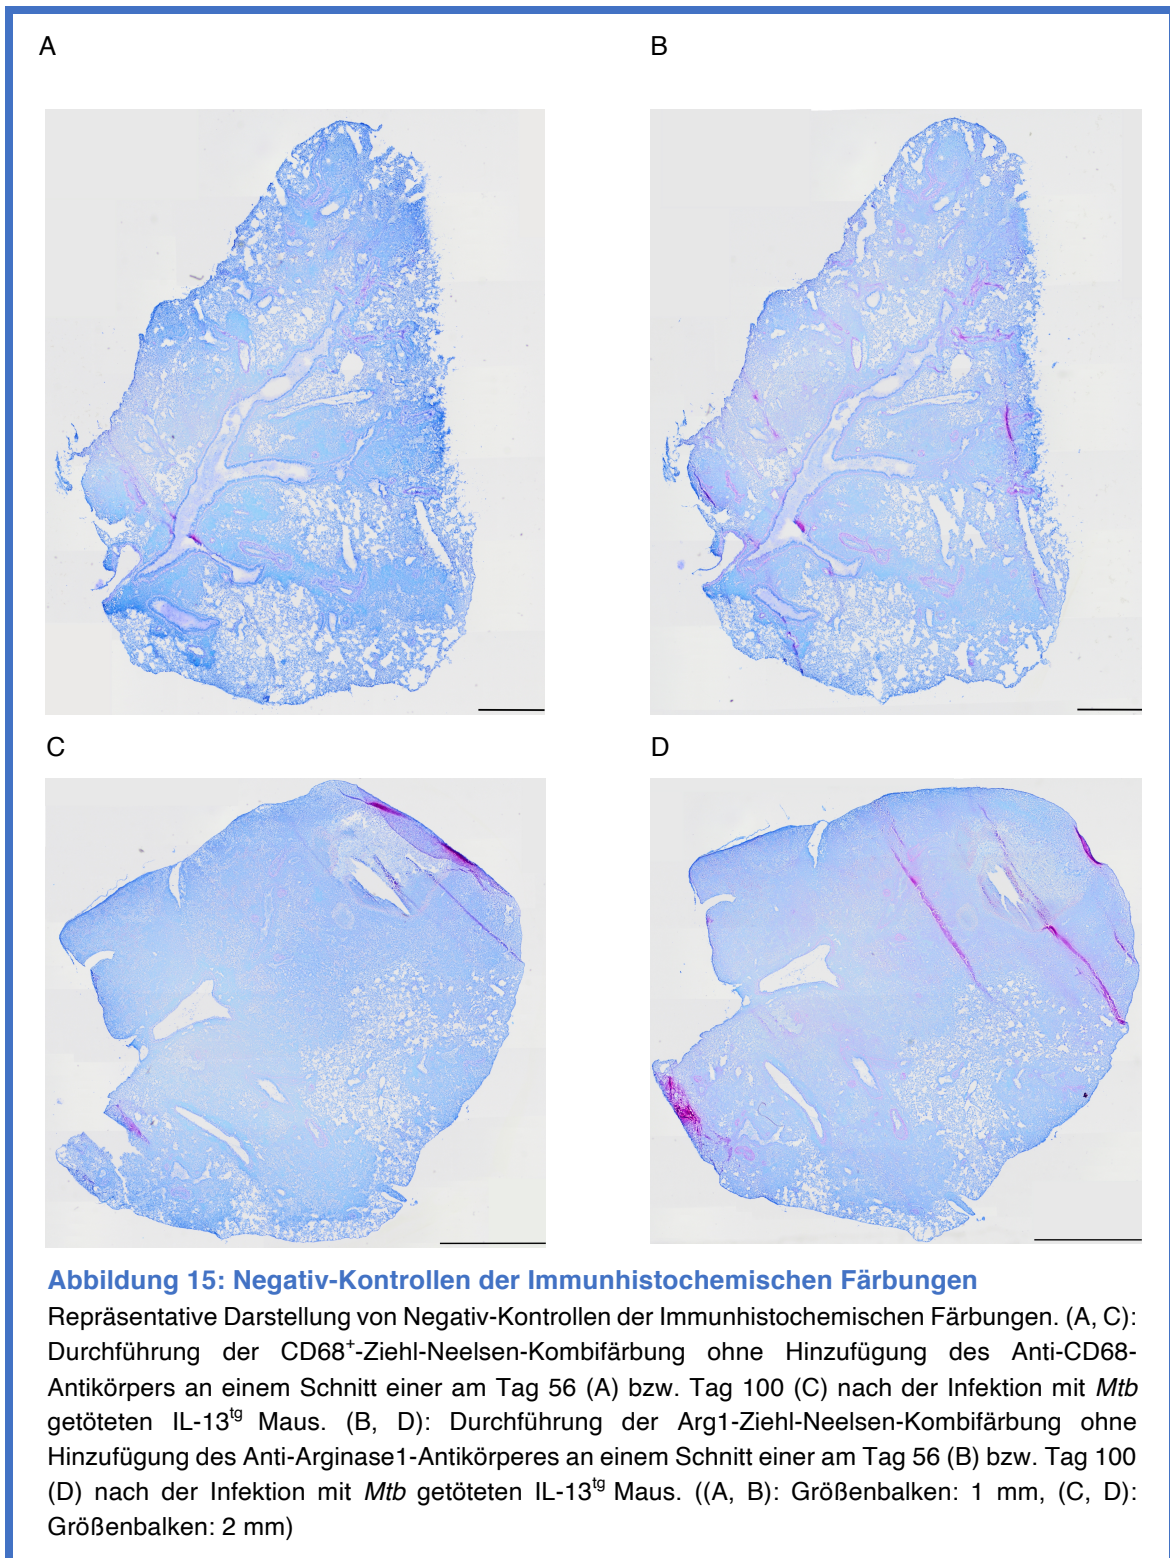 A
B
C
D
Abbildung 15: Negativ-Kontrollen der Immunhistochemischen Färbungen
Repräsentative Darstellung von Negativ-Kontrollen der Immunhistochemischen Färbungen. (A, C):
Durchführung der CD68⁺-Ziehl-Neelsen-Kombifärbung ohne Hinzufügung des Anti-CD68-
Antikörpers an einem Schnitt einer am Tag 56 (A) bzw. Tag 100 (C) nach der Infektion mit Mtb
getöteten IL-13ᵗᵍ Maus. (B, D): Durchführung der Arg1-Ziehl-Neelsen-Kombifärbung ohne
Hinzufügung des Anti-Arginase1-Antikörperes an einem Schnitt einer am Tag 56 (B) bzw. Tag 100
(D) nach der Infektion mit Mtb getöteten IL-13ᵗᵍ Maus. ((A, B): Größenbalken: 1 mm, (C, D):
Größenbalken: 2 mm)